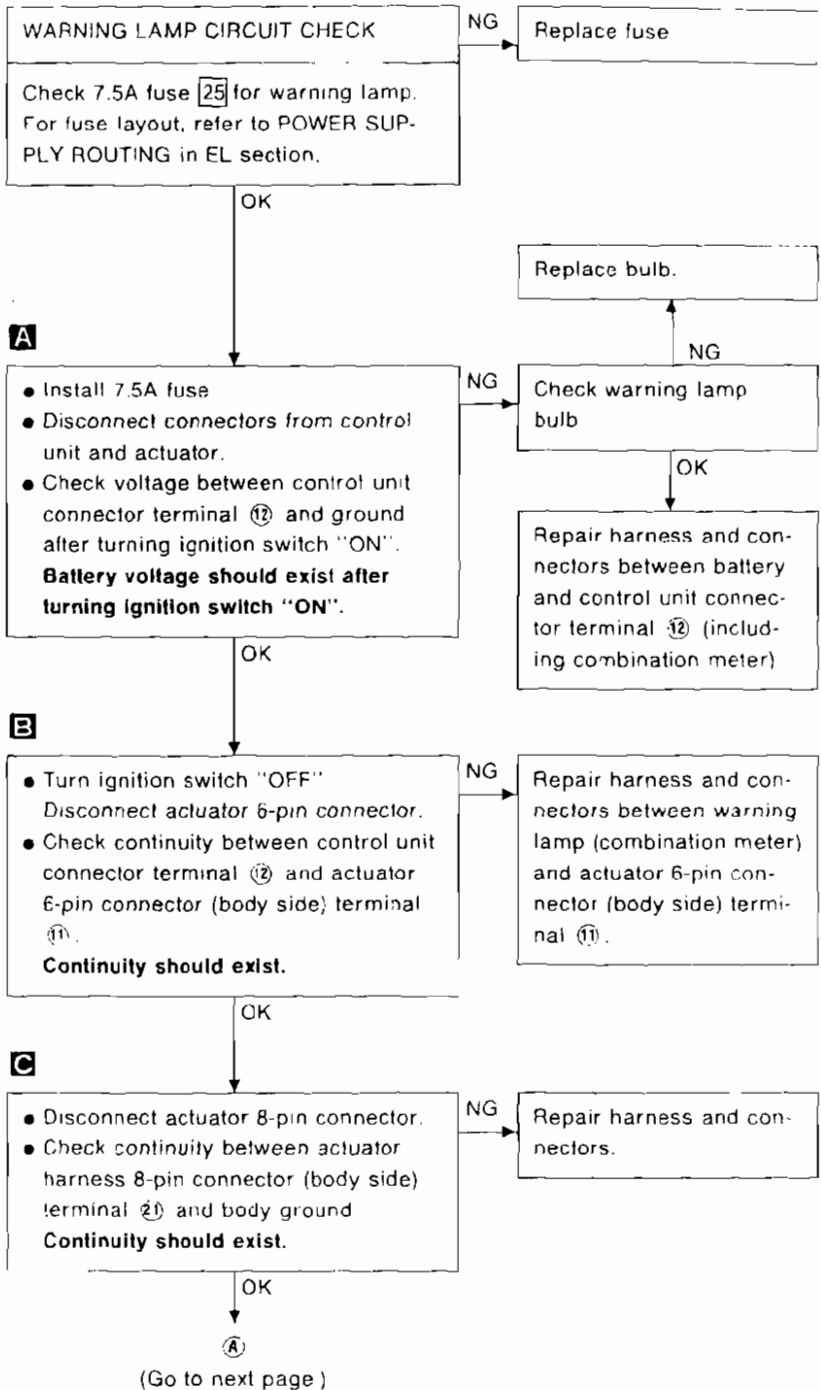 WARNING LAMP CIRCUIT CHECK
NG
Replace fuse
Check 7.5A fuse 25 for warning lamp.
For fuse layout, refer to POWER SUP-
PLY ROUTING in EL section.
OK
Replace bulb.
NG
A
● Install 7.5A fuse
● Disconnect connectors from control
unit and actuator.
● Check voltage between control unit
connector terminal ⑫ and ground
after turning ignition switch "ON".
Battery voltage should exist after
turning ignition switch "ON".
NG
Check warning lamp
bulb
OK
Repair harness and con-
nectors between battery
and control unit connec-
tor terminal ⑫ (includ-
ing combination meter)
OK
B
● Turn ignition switch "OFF"
Disconnect actuator 6-pin connector.
● Check continuity between control unit
connector terminal ⑫ and actuator
6-pin connector (body side) terminal
⑪.
Continuity should exist.
NG
Repair harness and con-
nectors between warning
lamp (combination meter)
and actuator 6-pin con-
nector (body side) termi-
nal ⑪.
OK
C
● Disconnect actuator 8-pin connector.
● Check continuity between actuator
harness 8-pin connector (body side)
terminal ㉑ and body ground
Continuity should exist.
NG
Repair harness and con-
nectors.
OK
Ⓐ
(Go to next page)